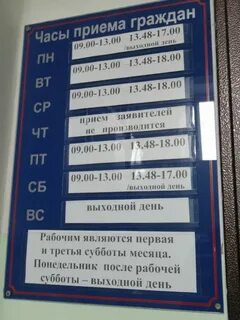 Часы приема граждан
ПН 09.00-13.00 13.48-17.00
/выходной день
ВТ 09.00-13.00 13.48-18.00
СР 09.00-13.00 13.48-18.00
ЧТ прием заявителей
не производится
ПТ 09.00-13.00 13.48-18.00
СБ 09.00-13.00 13.48-17.00
/выходной день
ВС выходной день
Рабочим являются первая
и третья субботы месяца.
Понедельник после рабочей
субботы – выходной день